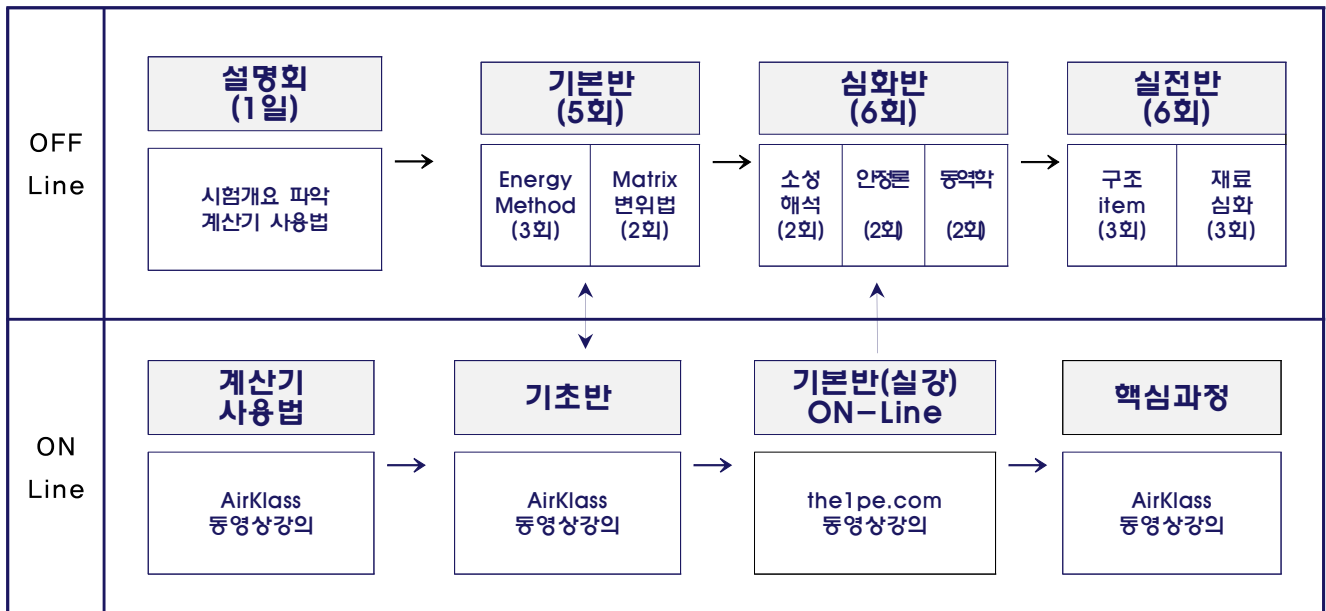 OFF
Line
설명회
(1일)
시험개요 파악
계산기 사용법
기본반
(5회)
Energy
Method
(3회)
Matrix
변위법
(2회)
심화반
(6회)
소성
해석
(2회)
안정론
(2회)
동역학
(2회)
실전반
(6회)
구조
item
(3회)
재료
심화
(3회)
ON
Line
계산기
사용법
AirKlass
동영상강의
기초반
AirKlass
동영상강의
기본반(실강)
ON-Line
the1pe.com
동영상강의
핵심과정
AirKlass
동영상강의